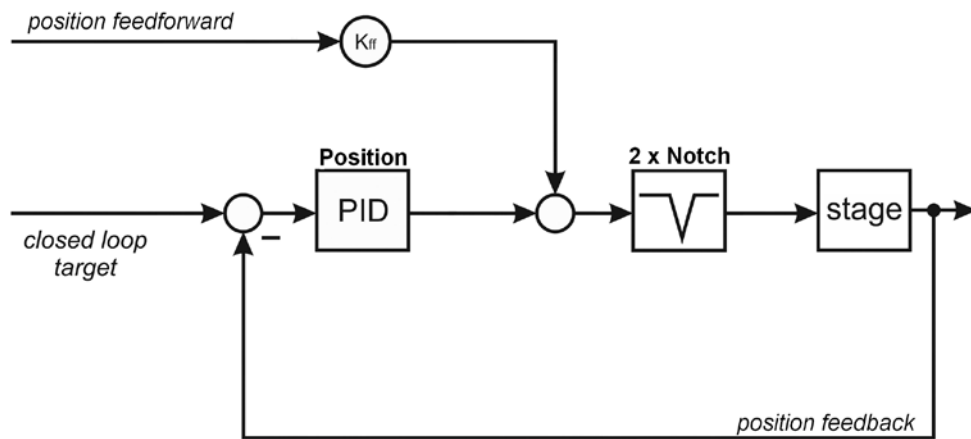 position feedforward
Kff
Position
2 x Notch
PID
stage
closed loop
target
position feedback